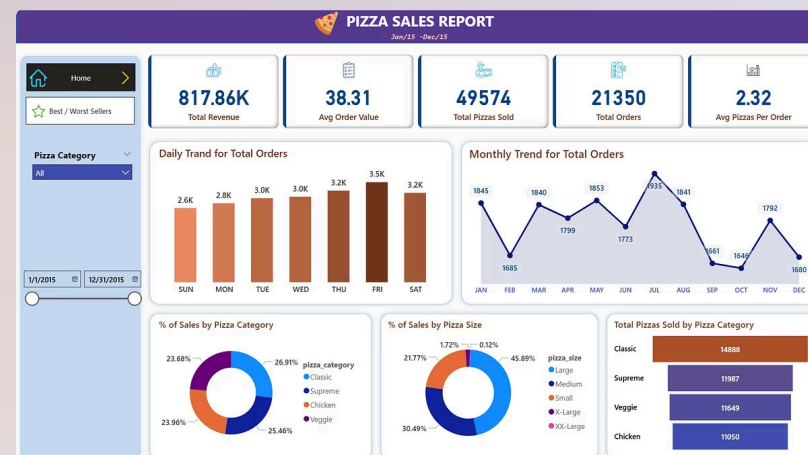 PIZZA SALES REPORT
Jan/15 -Dec/15
Home
Best / Worst Sellers
Pizza Category
All
1/1/2015
12/31/2015
817.86K
Total Revenue
38.31
Avg Order Value
49574
Total Pizzas Sold
21350
Total Orders
2.32
Avg Pizzas Per Order
Daily Trand for Total Orders
2.6K
2.8K
3.0K
3.0K
3.2K
3.5K
3.2K
SUN MON TUE WED THU FRI SAT
Monthly Trend for Total Orders
1845
1685
1840
1799
1853
1773
1935
1841
1661
1646
1792
1680
JAN FEB MAR APR MAY JUN JUL AUG SEP OCT NOV DEC
% of Sales by Pizza Category
23.68%
26.91%
23.96%
25.46%
pizza_category
Classic
Supreme
Chicken
Veggie
% of Sales by Pizza Size
1.72%
0.12%
21.77%
45.89%
30.49%
pizza_size
Large
Medium
Small
X-Large
XX-Large
Total Pizzas Sold by Pizza Category
Classic 14888
Supreme 11987
Veggie 11649
Chicken 11050